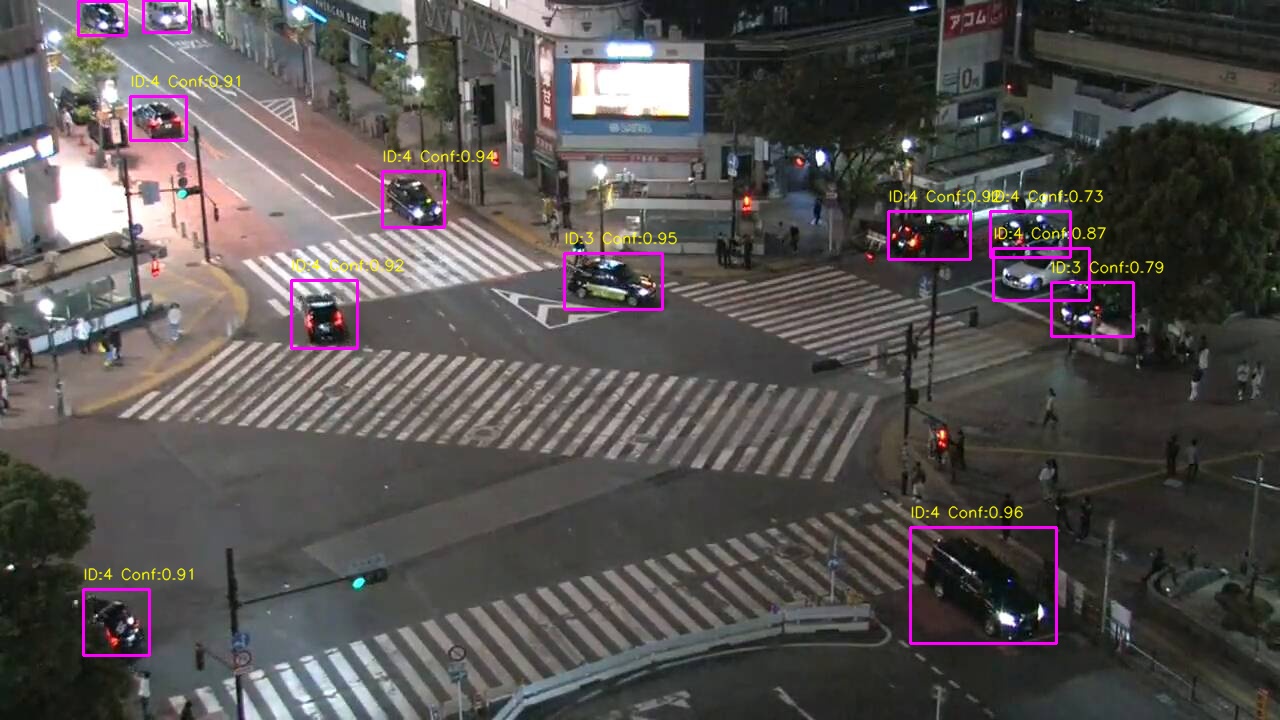 AMERICAN EAGLE
アコム
ID:4 Conf:0.91
ID:4 Conf:0.94
ID:4 Conf:0.73
ID:4 Conf:0.87
ID:3 Conf:0.95
ID:4 Conf:0.92
ID:3 Conf:0.79
ID:4 Conf:0.96
ID:4 Conf:0.91